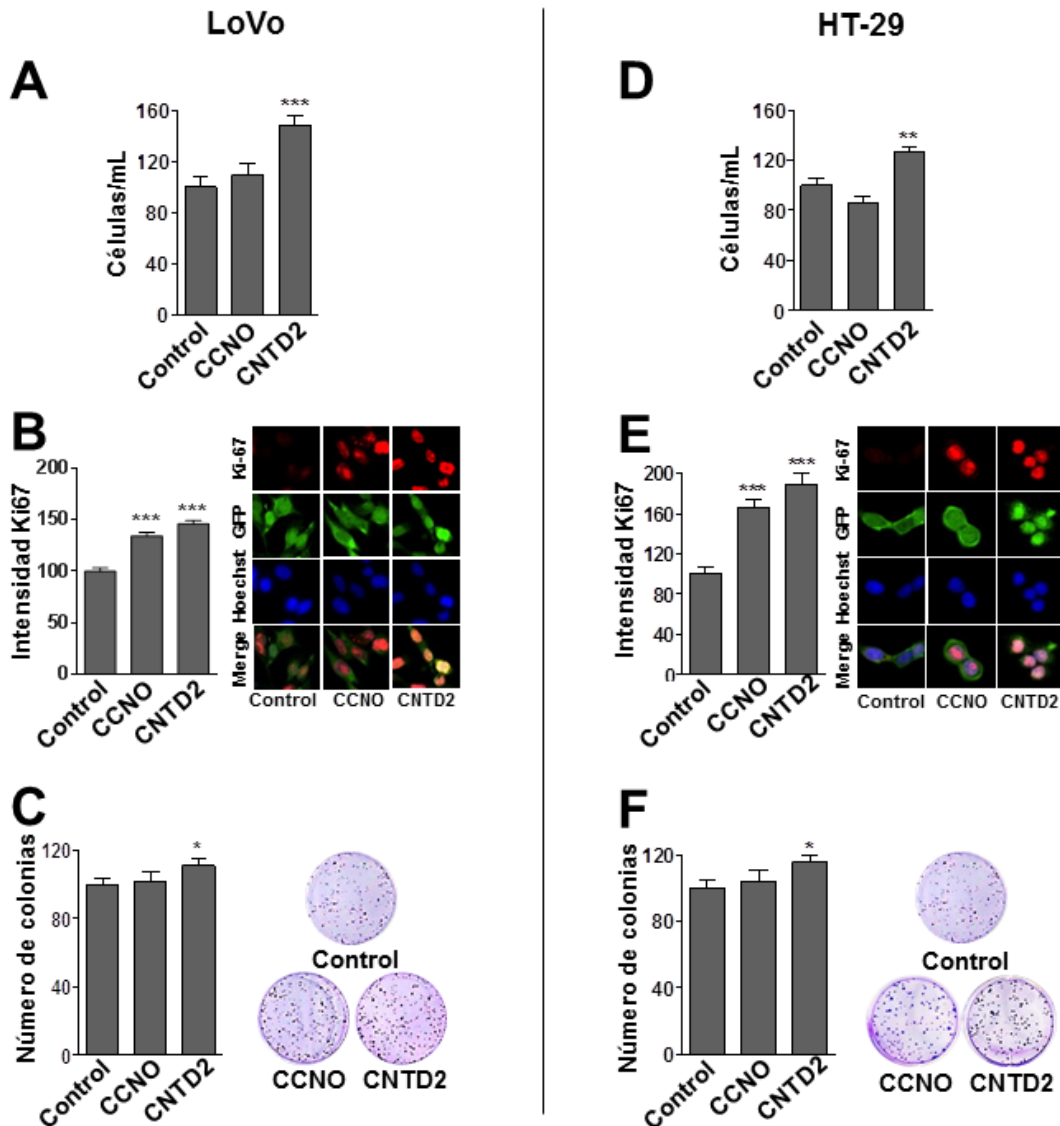 LoVo
HT-29
A
Células/mL
160
120
80
40
0
***
Control
CCNO
CNTD2
D
Células/mL
160
120
80
40
0
**
Control
CCNO
CNTD2
B
Intensidad Ki67
200
150
100
50
0
***
***
Control
CCNO
CNTD2
Ki-67
GFP
Hoechst
Merge
Control
CCNO
CNTD2
E
Intensidad Ki67
200
160
120
80
40
0
***
***
Control
CCNO
CNTD2
Ki-67
GFP
Hoechst
Merge
Control
CCNO
CNTD2
C
Número de colonias
120
80
40
0
*
Control
CCNO
CNTD2
Control
CCNO
CNTD2
F
Número de colonias
120
80
40
0
*
Control
CCNO
CNTD2
Control
CCNO
CNTD2